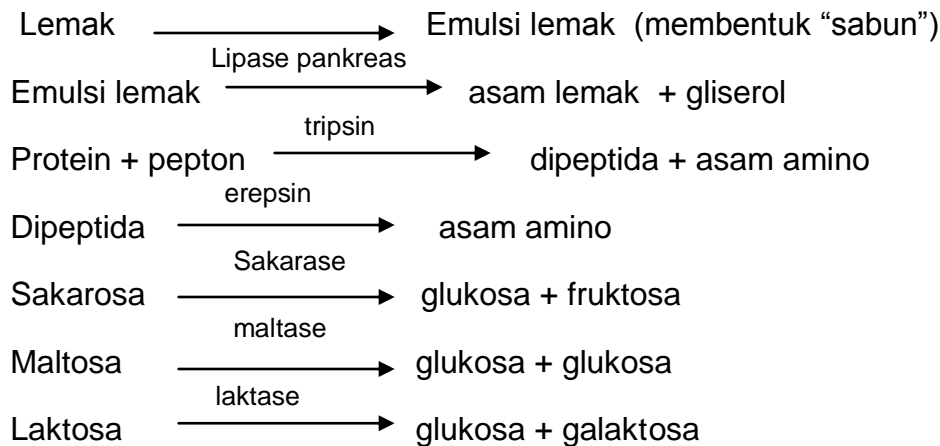 Lemak Emulsi lemak (membentuk “sabun”)
Lipase pankreas
Emulsi lemak asam lemak + gliserol
tripsin
Protein + pepton dipeptida + asam amino
erepsin
Dipeptida asam amino
Sakarase
Sakarosa glukosa + fruktosa
maltase
Maltosa glukosa + glukosa
laktase
Laktosa glukosa + galaktosa